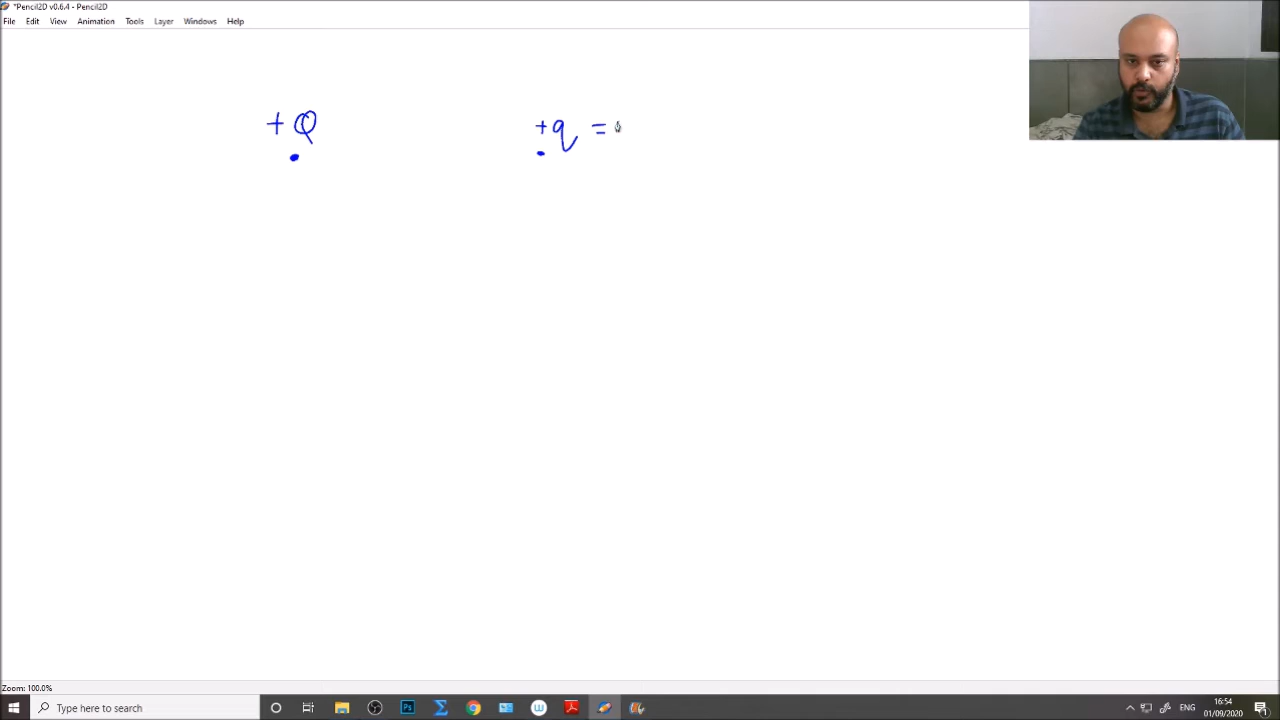 *Pencil2D v0.6.4 - Pencil2D
File Edit View Animation Tools Layer Windows Help
+Q +q =
Zoom: 100.0%
Type here to search
Ps
W
ENG
16:54
01/09/2020